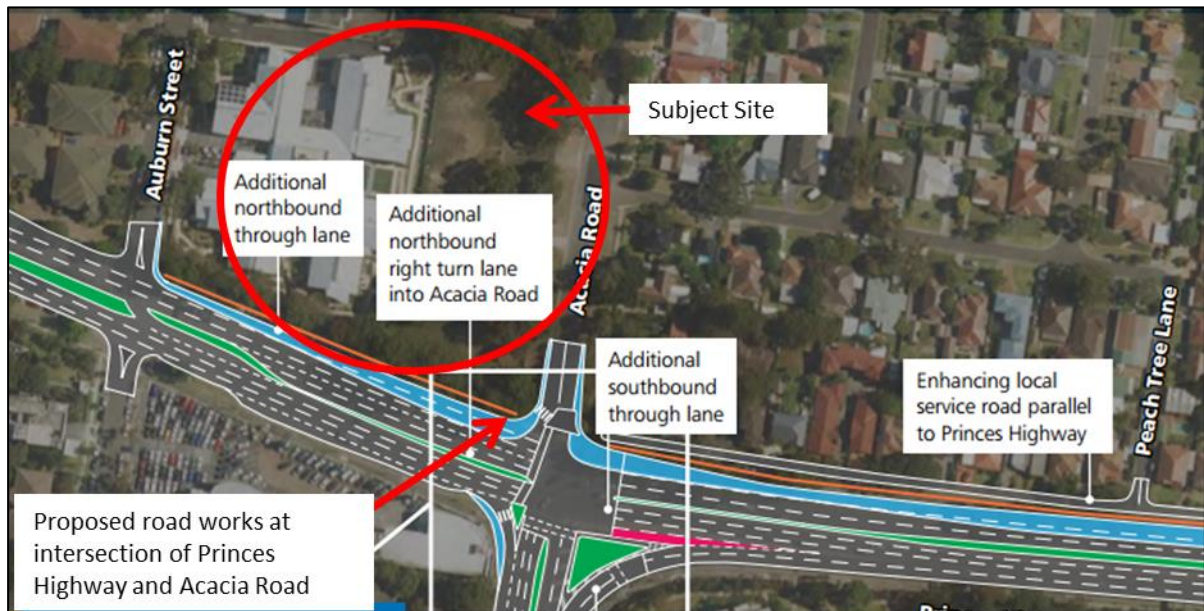 Auburn Street
Subject Site
Additional
northbound
through lane
Additional
northbound
right turn lane
into Acacia Road
Acacia Road
Additional
southbound
through lane
Enhancing local
service road parallel
to Princes Highway
Peach Tree Lane
Proposed road works at
intersection of Princes
Highway and Acacia Road